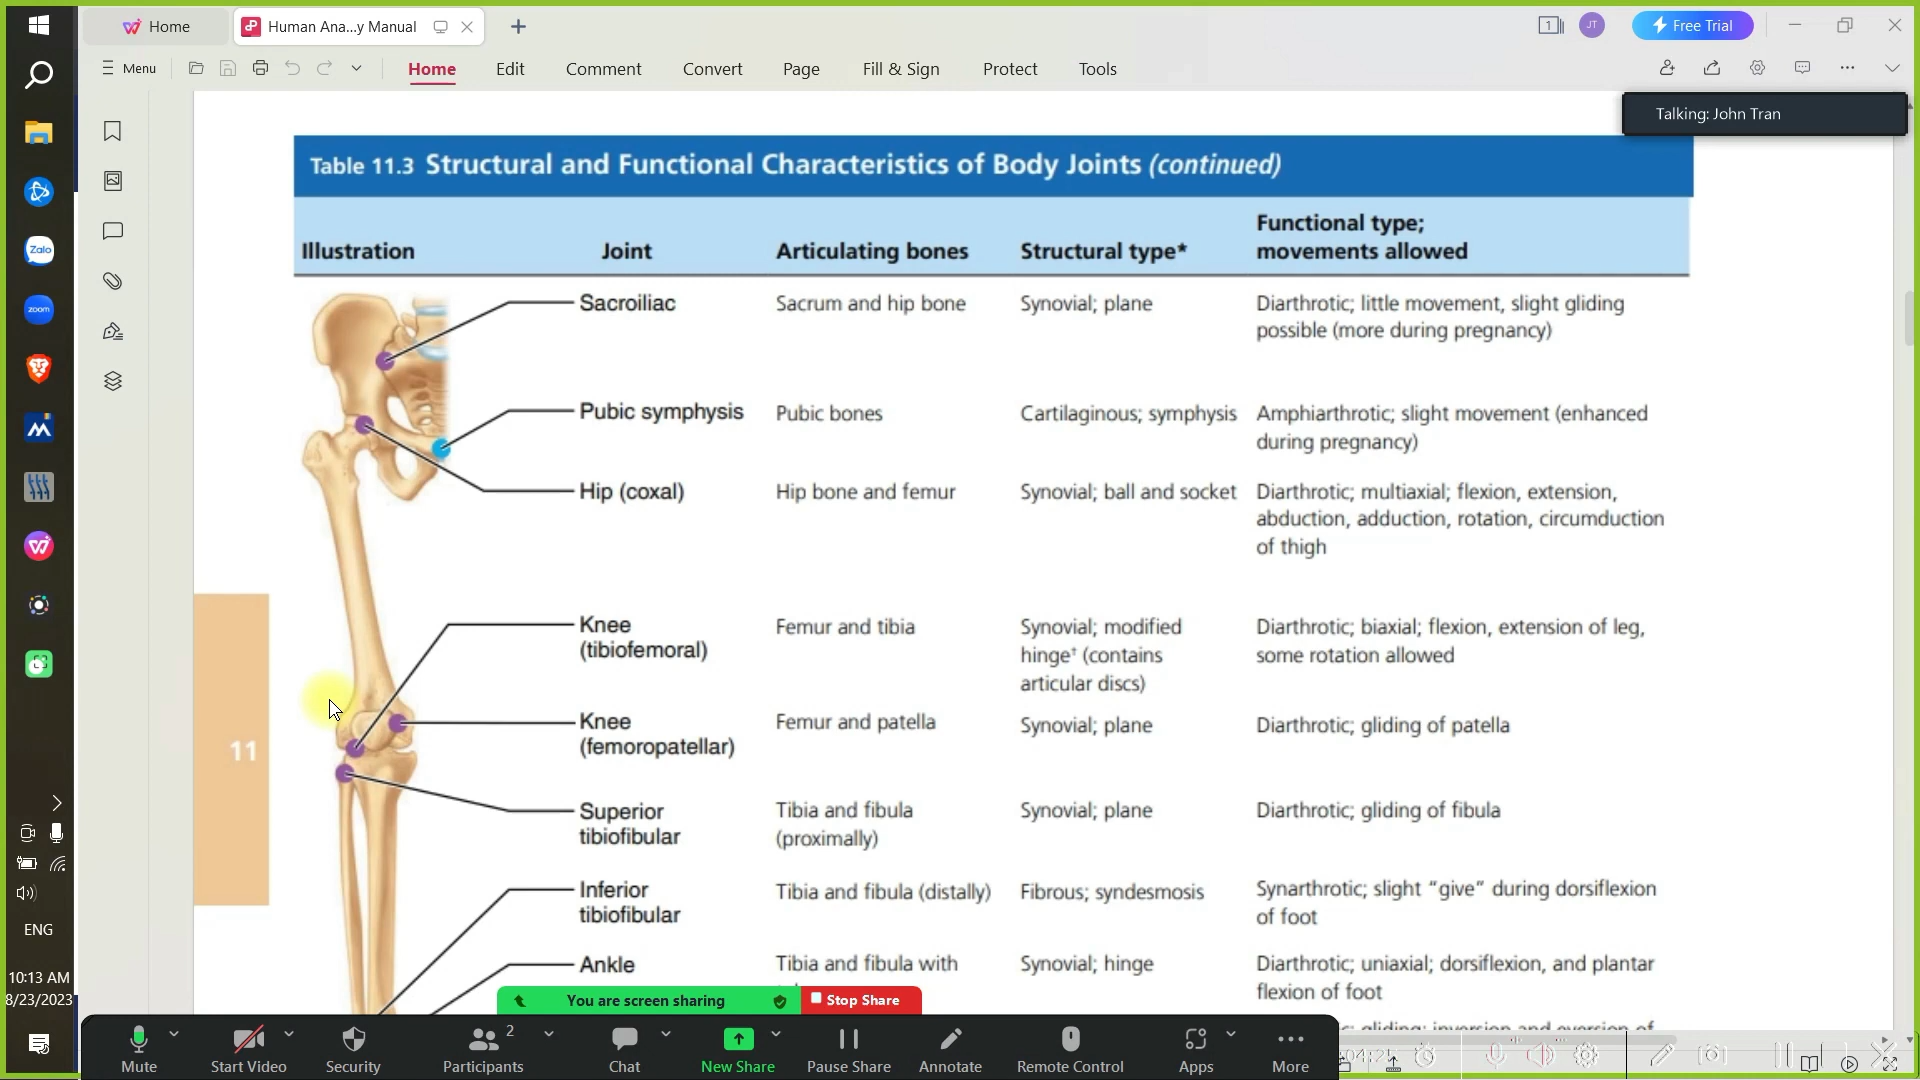 Home
Human Ana...y Manual
1
JT
Free Trial
Menu
Home Edit Comment Convert Page Fill & Sign Protect Tools
Talking: John Tran
Table 11.3 Structural and Functional Characteristics of Body Joints (continued)
Illustration Joint Articulating bones Structural type* Functional type;
movements allowed
Sacroiliac Sacrum and hip bone Synovial; plane Diarthrotic; little movement, slight gliding
possible (more during pregnancy)
Pubic symphysis Pubic bones Cartilaginous; symphysis Amphiarthrotic; slight movement (enhanced
during pregnancy)
Hip (coxal) Hip bone and femur Synovial; ball and socket Diarthrotic; multiaxial; flexion, extension,
abduction, adduction, rotation, circumduction
of thigh
Knee Femur and tibia Synovial; modified Diarthrotic; biaxial; flexion, extension of leg,
(tibiofemoral) hinge† (contains some rotation allowed
articular discs)
Knee Femur and patella Synovial; plane Diarthrotic; gliding of patella
(femoropatellar)
11
Superior Tibia and fibula Synovial; plane Diarthrotic; gliding of fibula
tibiofibular (proximally)
Inferior Tibia and fibula (distally) Fibrous; syndesmosis Synarthrotic; slight "give" during dorsiflexion
tibiofibular of foot
Ankle Tibia and fibula with Synovial; hinge Diarthrotic; uniaxial; dorsiflexion, and plantar
flexion of foot
gliding; inversion and eversion of
Zalo
zoom
ENG
10:13 AM
8/23/2023
You are screen sharing Stop Share
2
Mute Start Video Security Participants Chat New Share Pause Share Annotate Remote Control Apps More